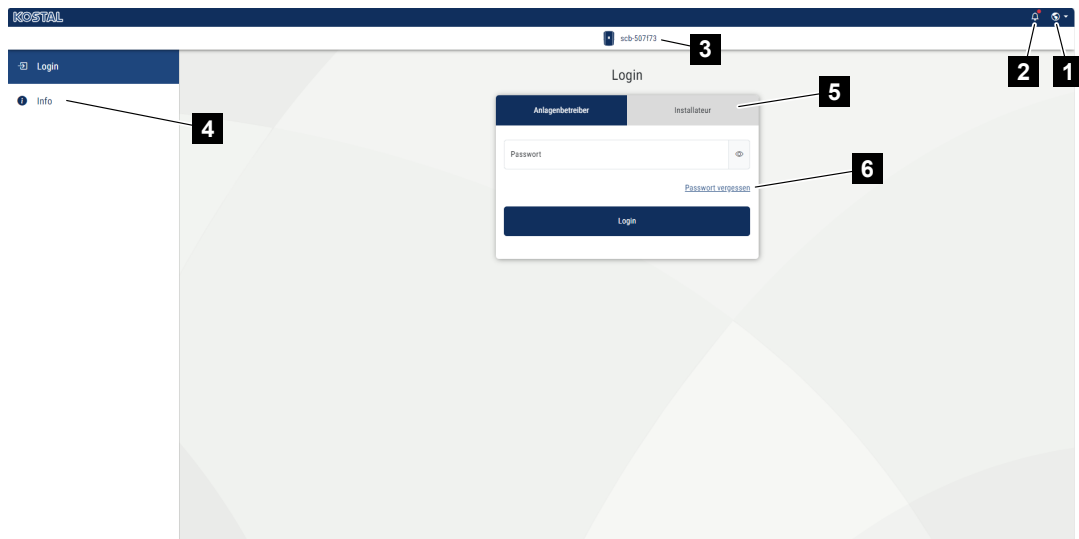 KOSTAL
scb-507f73
3
2
1
Login
Login
Info
4
Anlagenbetreiber
Installateur
5
Passwort
Passwort vergessen
6
Login